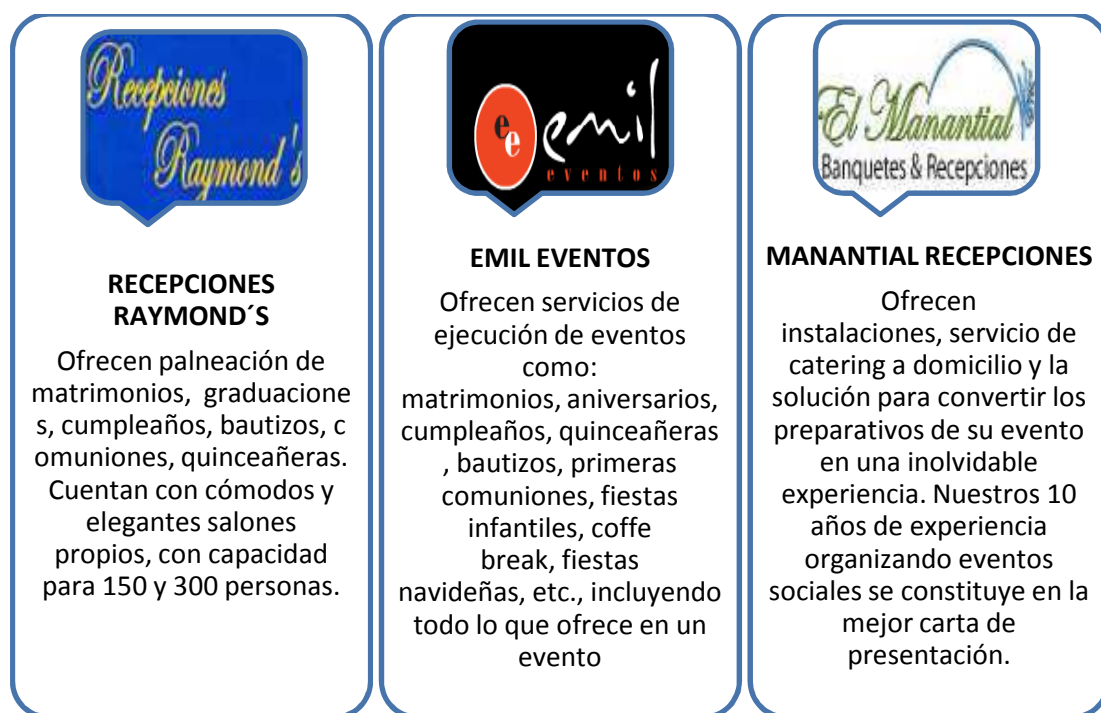 Recepciones
Raymond's
RECEPCIONES
RAYMOND´S
Ofrecen palneación de
matrimonios, graduacione
s, cumpleaños, bautizos, c
omuniones, quinceañeras.
Cuentan con cómodos y
elegantes salones
propios, con capacidad
para 150 y 300 personas.
ee
emil
eventos
EMIL EVENTOS
Ofrecen servicios de
ejecución de eventos
como:
matrimonios, aniversarios,
cumpleaños, quinceañeras
, bautizos, primeras
comuniones, fiestas
infantiles, coffe
break, fiestas
navideñas, etc., incluyendo
todo lo que ofrece en un
evento
El Manantial
Banquetes & Recepciones
MANANTIAL RECEPCIONES
Ofrecen
instalaciones, servicio de
catering a domicilio y la
solución para convertir los
preparativos de su evento
en una inolvidable
experiencia. Nuestros 10
años de experiencia
organizando eventos
sociales se constituye en la
mejor carta de
presentación.